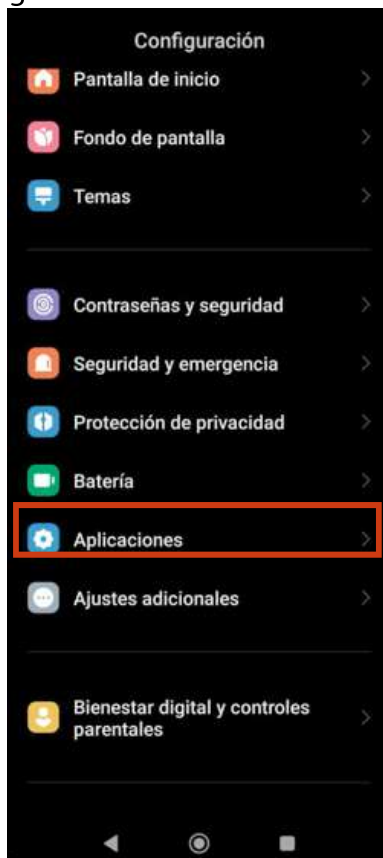 Configuración
Pantalla de inicio
Fondo de pantalla
Temas
Contraseñas y seguridad
Seguridad y emergencia
Protección de privacidad
Batería
Aplicaciones
Ajustes adicionales
Bienestar digital y controles
parentales